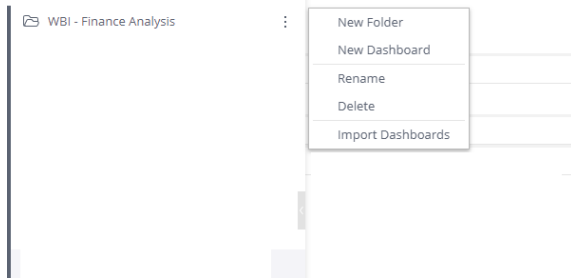 WBI - Finance Analysis
New Folder
New Dashboard
Rename
Delete
Import Dashboards